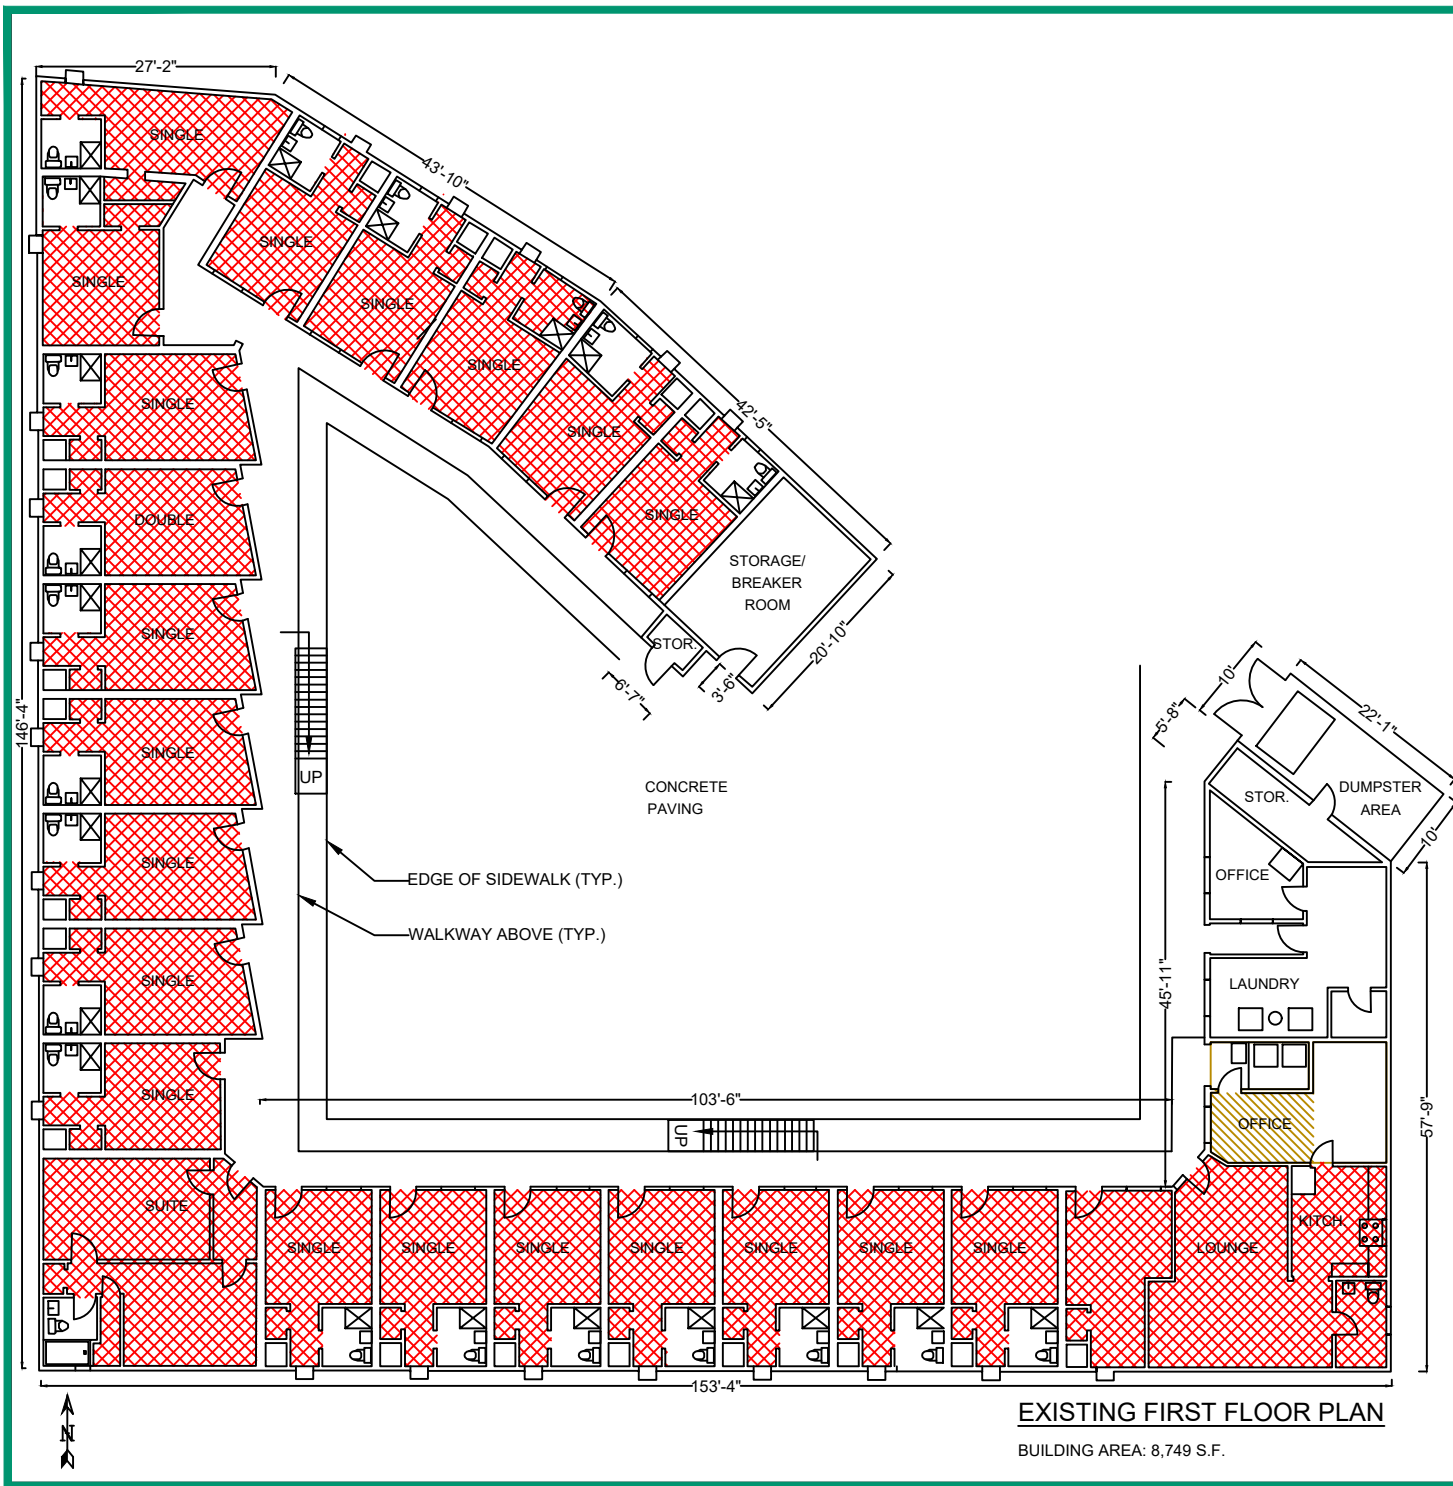 27'-2"
43'-10"
SINGLE
SINGLE
SINGLE
SINGLE
SINGLE
SINGLE
42'-5"
SINGLE
SINGLE
SINGLE
DOUBLE
STORAGE/
BREAKER
ROOM
SINGLE
STOR.
20'-10"
6'-7"
3'-6"
10'
5'-8"
22'-1"
146'-4"
SINGLE
UP
CONCRETE
PAVING
STOR.
DUMPSTER
AREA
10'
SINGLE
EDGE OF SIDEWALK (TYP.)
OFFICE
WALKWAY ABOVE (TYP.)
SINGLE
45'-11"
LAUNDRY
SINGLE
103'-6"
UP
OFFICE
57'-9"
SUITE
SINGLE
SINGLE
SINGLE
SINGLE
SINGLE
SINGLE
SINGLE
LOUNGE
KITCH
153'-4"
N
EXISTING FIRST FLOOR PLAN
BUILDING AREA: 8,749 S.F.